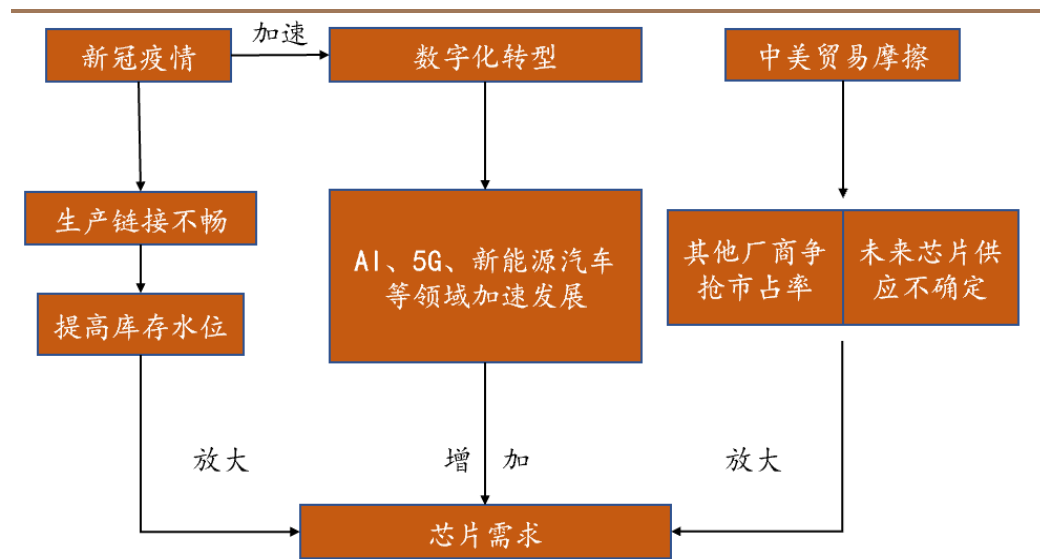 新冠疫情
加速
数字化转型
中美贸易摩擦
生产链接不畅
AI、5G、新能源汽车
等领域加速发展
其他厂商争
抢市占率
未来芯片供
应不确定
提高库存水位
放大
增 加
放大
芯片需求